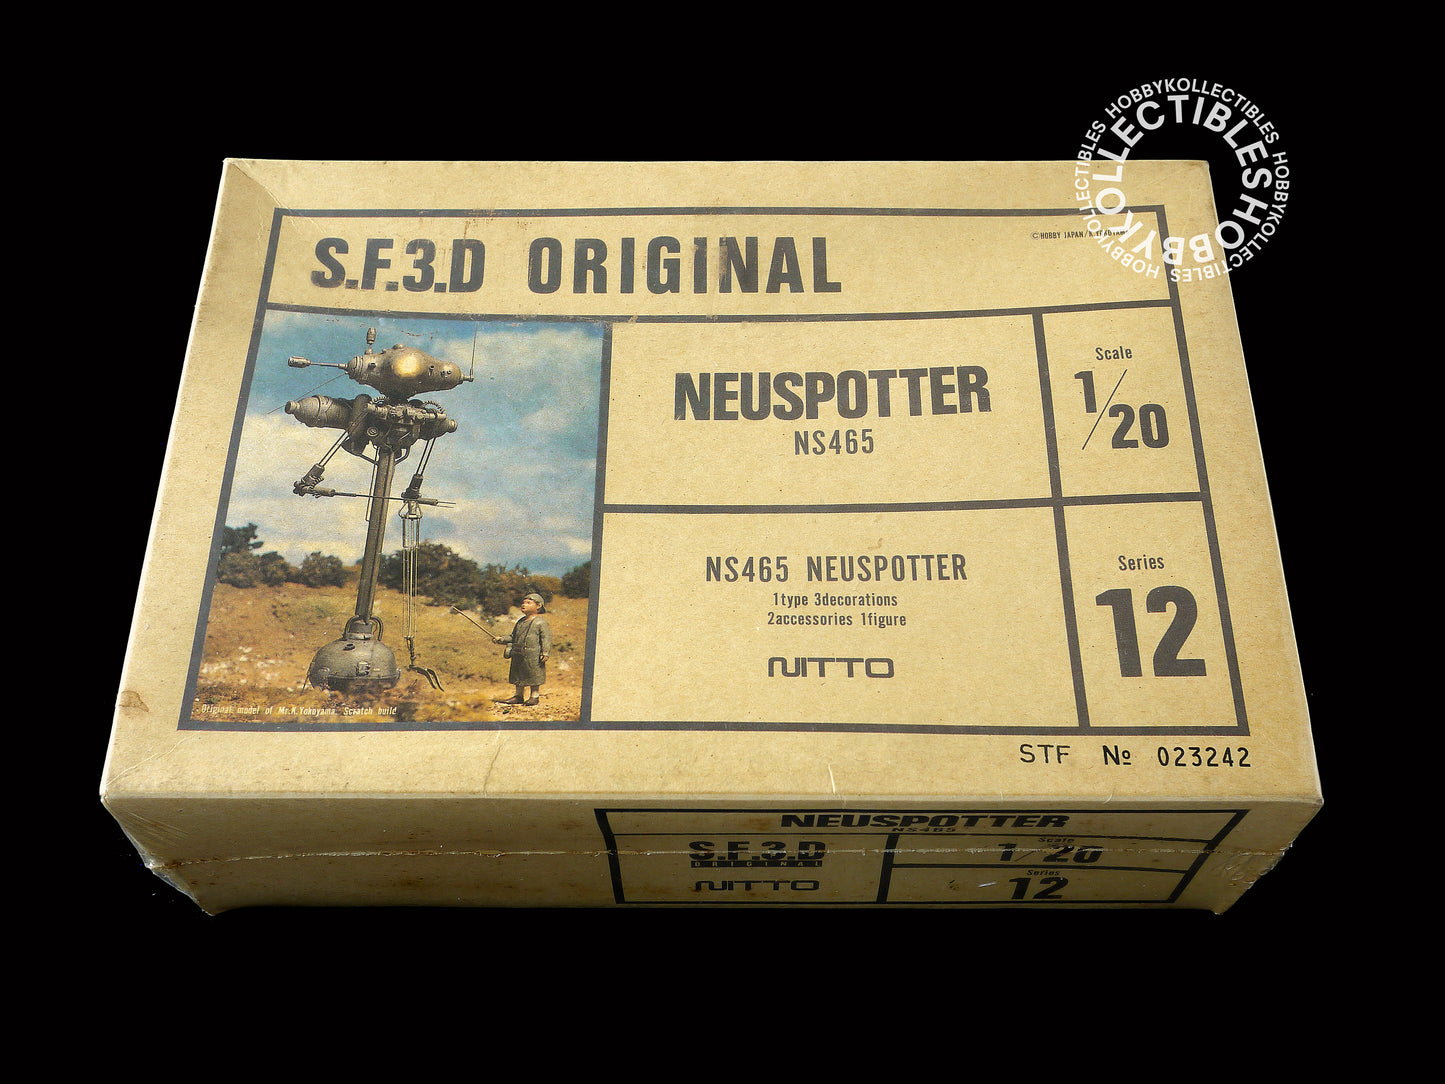 HOBBYKOLLECTIBLES HOBBYKOLLECTIBLES HOBBYKOLLECTIBLES
HOBBYKOLLECTIBLES
S.F.3.D ORIGINAL
©HOBBY JAPAN/K.YOKOYAMA
NEUSPOTTER
NS465
Scale
1/20
NS465 NEUSPOTTER
1type 3decorations
2accessories 1figure
NITTO
Series
12
Original model of Mr.K.Yokoyama. Scratch build
STF № 023242
NEUSPOTTER
NS465
S.F.3.D
ORIGINAL
NITTO
Scale
1/20
Series
12